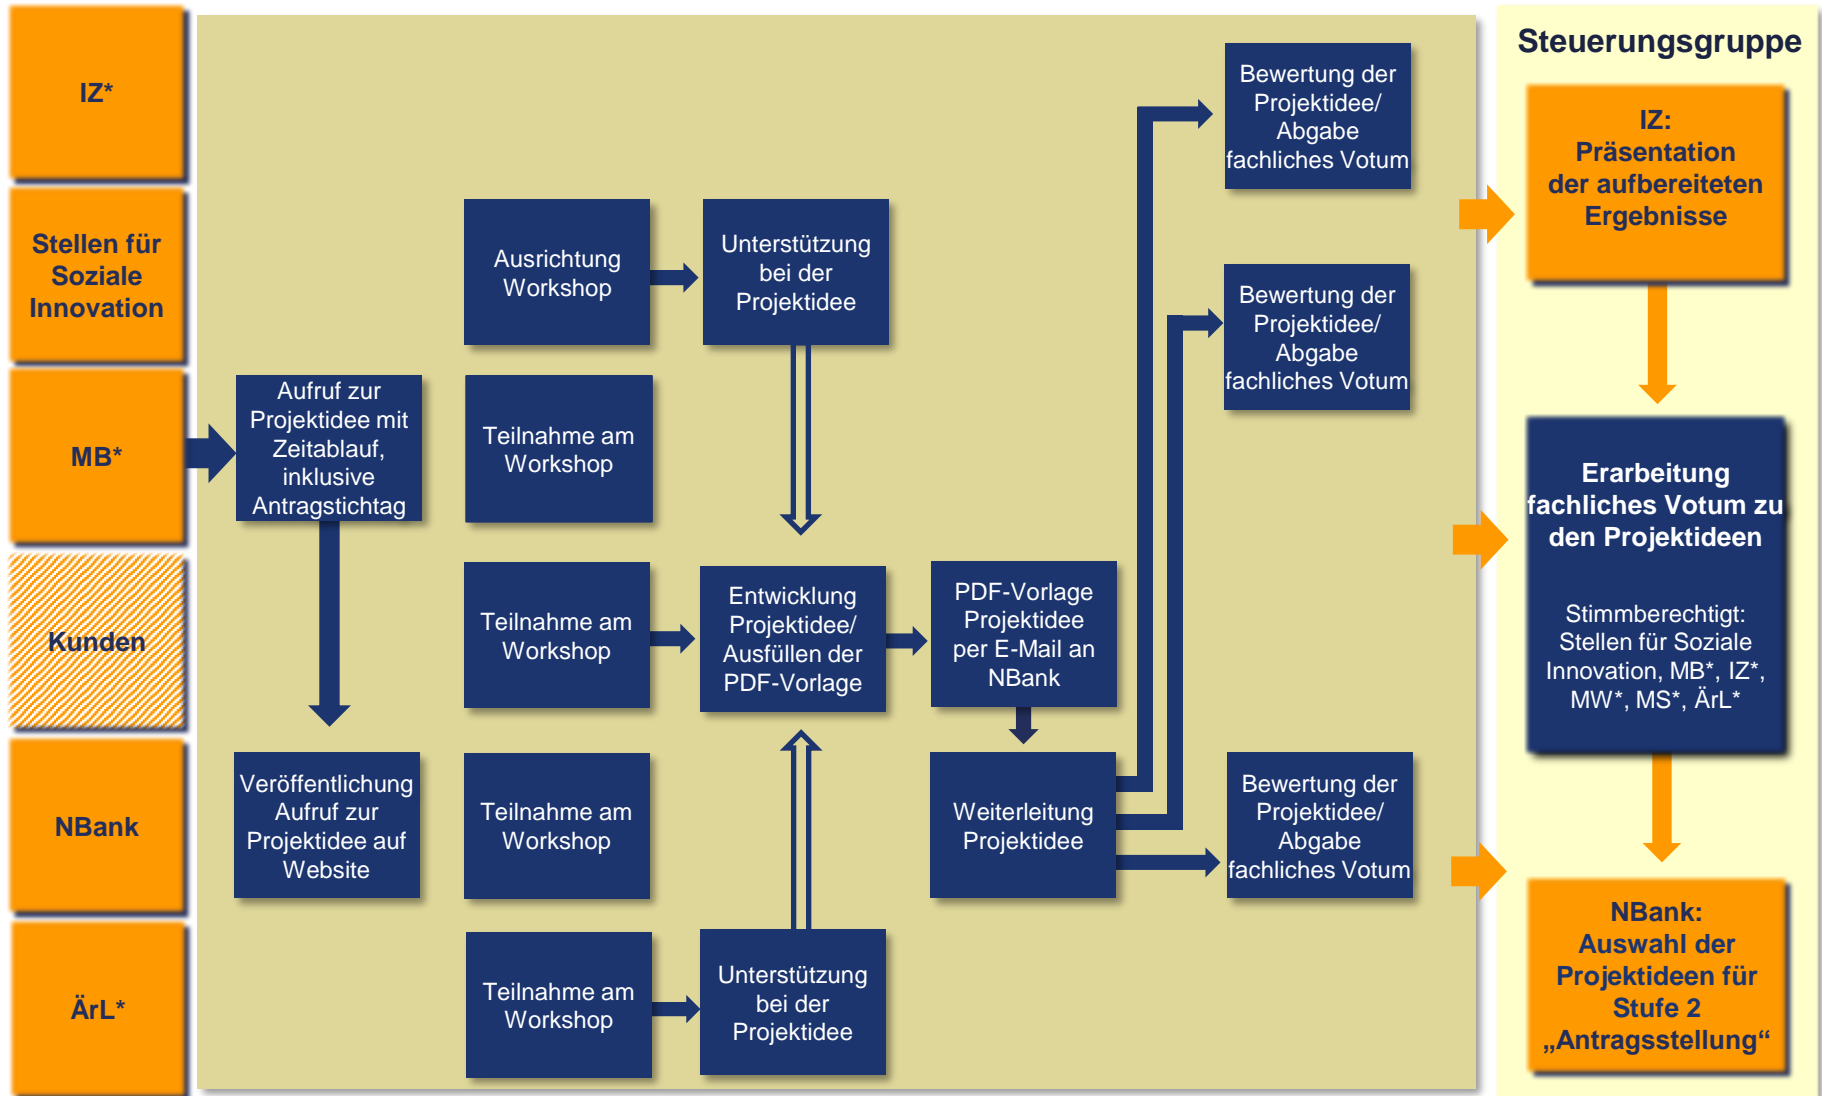 IZ*
Stellen für
Soziale
Innovation
MB*
Kunden
NBank
ÄrL*
Aufruf zur
Projektidee mit
Zeitablauf,
inklusive
Antragstichtag
Veröffentlichung
Aufruf zur
Projektidee auf
Website
Ausrichtung
Workshop
Teilnahme am
Workshop
Teilnahme am
Workshop
Teilnahme am
Workshop
Teilnahme am
Workshop
Unterstützung
bei der
Projektidee
Entwicklung
Projektidee/
Ausfüllen der
PDF-Vorlage
Unterstützung
bei der
Projektidee
PDF-Vorlage
Projektidee
per E-Mail an
NBank
Weiterleitung
Projektidee
Bewertung der
Projektidee/
Abgabe
fachliches Votum
Bewertung der
Projektidee/
Abgabe
fachliches Votum
Bewertung der
Projektidee/
Abgabe
fachliches Votum
Steuerungsgruppe
IZ:
Präsentation
der aufbereiteten
Ergebnisse
Erarbeitung
fachliches Votum zu
den Projektideen
Stimmberechtigt:
Stellen für Soziale
Innovation, MB*, IZ*,
MW*, MS*, ÄrL*
NBank:
Auswahl der
Projektideen für
Stufe 2
„Antragsstellung“